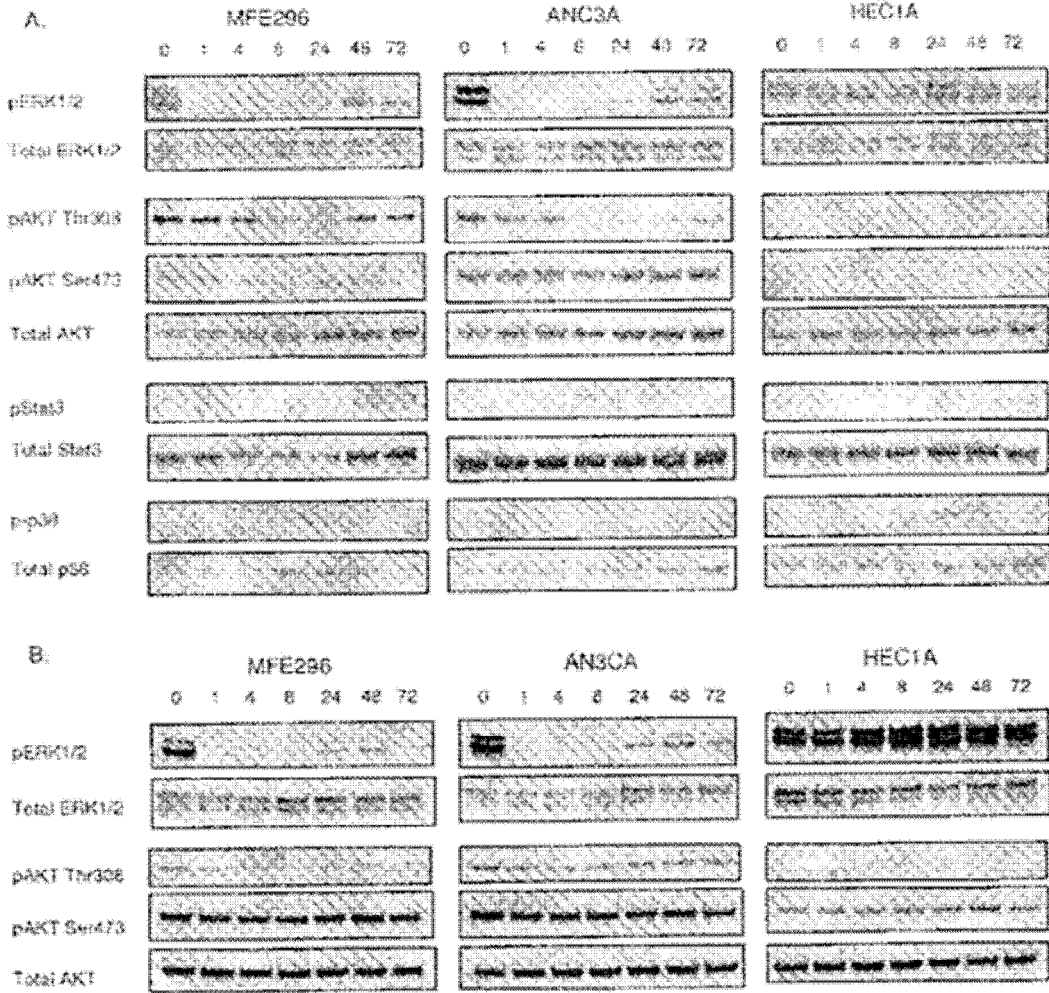 A.
MFE296 ANC3A HEC1A
0 1 4 8 24 48 72 0 1 4 8 24 48 72 0 1 4 8 24 48 72
pERK1/2
Total ERK1/2
pAKT Thr308
pAKT Ser473
Total AKT
pStat3
Total Stat3
p-p38
Total p38
B.
MFE296 AN3CA HEC1A
0 1 4 8 24 48 72 0 1 4 8 24 48 72 0 1 4 8 24 48 72
pERK1/2
Total ERK1/2
pAKT Thr308
pAKT Ser473
Total AKT